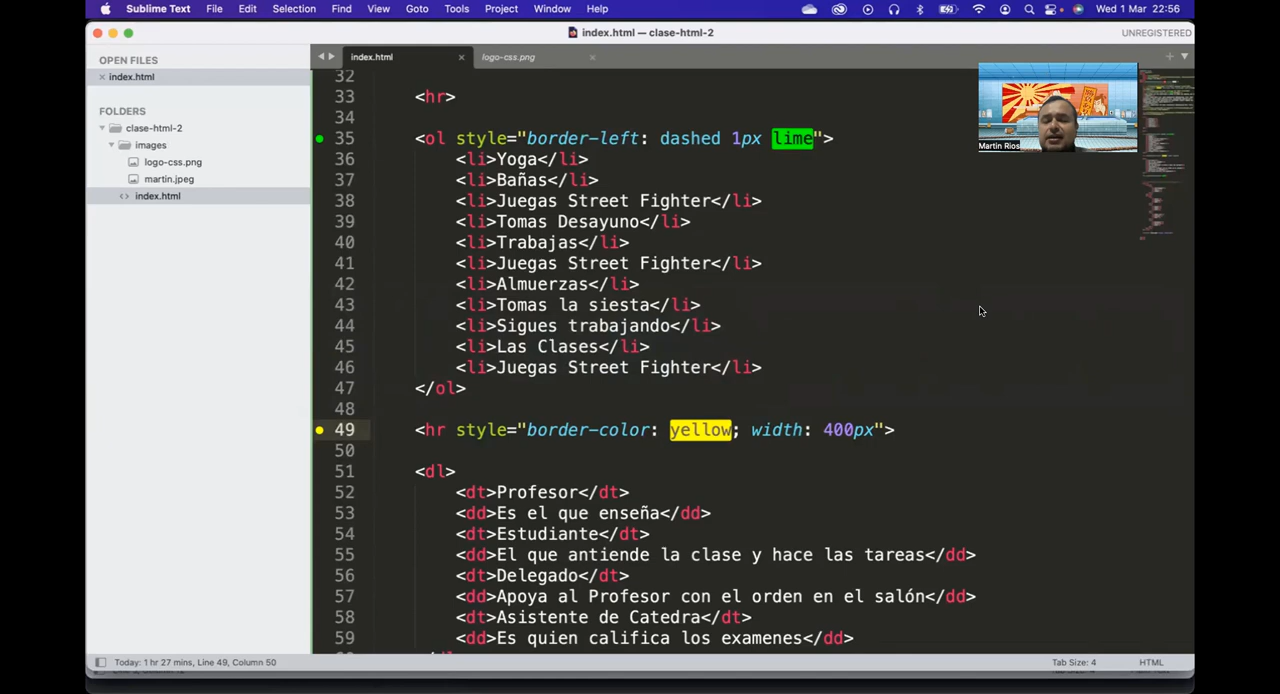 Sublime Text File Edit Selection Find View Goto Tools Project Window Help Wed 1 Mar 22:56
index.html — clase-html-2 UNREGISTERED
OPEN FILES
index.html
FOLDERS
clase-html-2
images
logo-css.png
martin.jpeg
index.html
index.html logo-css.png
32
33 <hr>
34
35 <ol style="border-left: dashed 1px lime">
36 <li>Yoga</li>
37 <li>Bañas</li>
38 <li>Juegas Street Fighter</li>
39 <li>Tomas Desayuno</li>
40 <li>Trabajas</li>
41 <li>Juegas Street Fighter</li>
42 <li>Almuerzas</li>
43 <li>Tomas la siesta</li>
44 <li>Sigues trabajando</li>
45 <li>Las Clases</li>
46 <li>Juegas Street Fighter</li>
47 </ol>
48
49 <hr style="border-color: yellow; width: 400px">
50
51 <dl>
52 <dt>Profesor</dt>
53 <dd>Es el que enseña</dd>
54 <dt>Estudiante</dt>
55 <dd>El que antiende la clase y hace las tareas</dd>
56 <dt>Delegado</dt>
57 <dd>Apoya al Profesor con el orden en el salón</dd>
58 <dt>Asistente de Catedra</dt>
59 <dd>Es quien califica los examenes</dd>
Martin Rios
Today: 1 hr 27 mins, Line 49, Column 50 Tab Size: 4 HTML